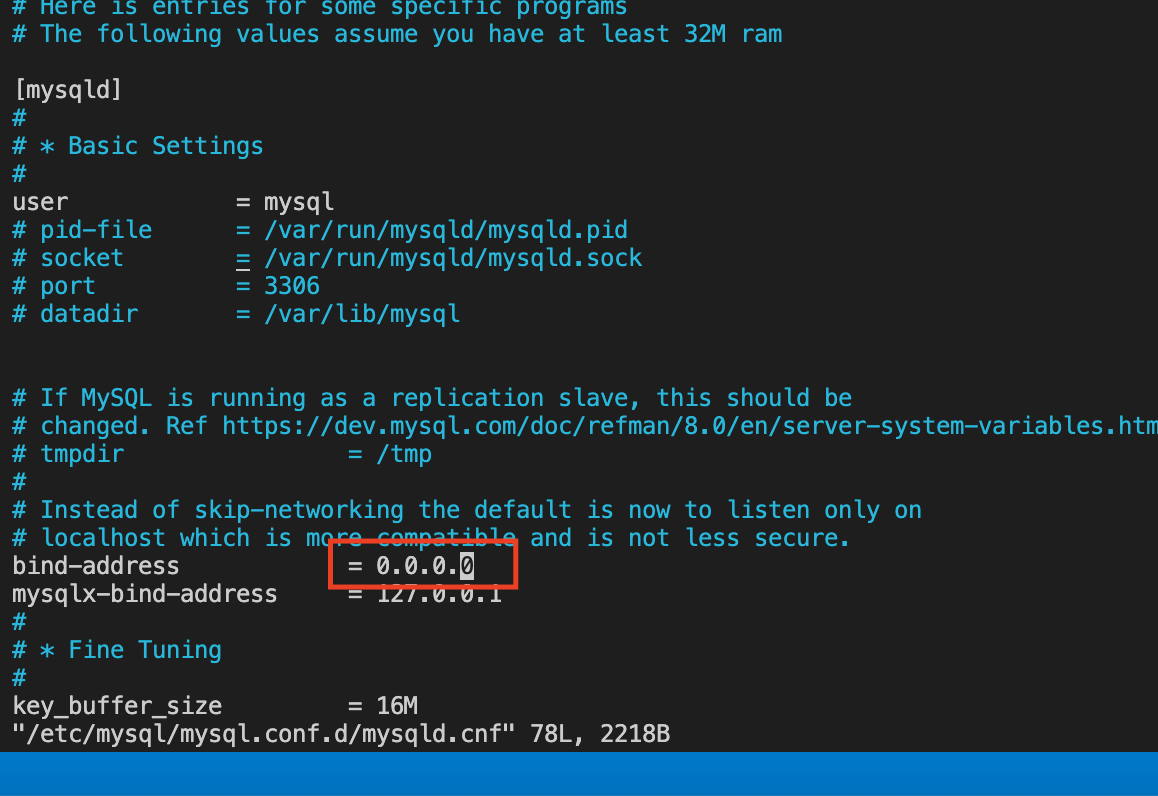 # Here is entries for some specific programs
# The following values assume you have at least 32M ram
[mysqld]
#
# * Basic Settings
#
user            = mysql
# pid-file      = /var/run/mysqld/mysqld.pid
# socket        = /var/run/mysqld/mysqld.sock
# port          = 3306
# datadir       = /var/lib/mysql
# If MySQL is running as a replication slave, this should be
# changed. Ref https://dev.mysql.com/doc/refman/8.0/en/server-system-variables.htm
# tmpdir                = /tmp
#
# Instead of skip-networking the default is now to listen only on
# localhost which is more compatible and is not less secure.
bind-address            = 0.0.0.0
mysqlx-bind-address     = 127.0.0.1
#
# * Fine Tuning
#
key_buffer_size         = 16M
"/etc/mysql/mysql.conf.d/mysqld.cnf" 78L, 2218B